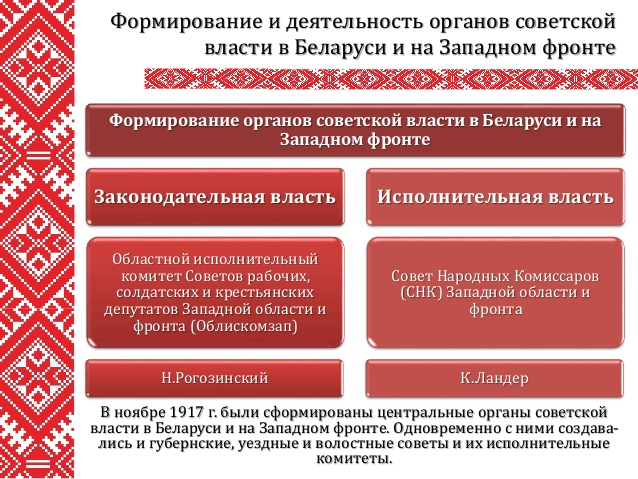 Формирование и деятельность органов советской
власти в Беларуси и на Западном фронте
Формирование органов советской власти в Беларуси и на
Западном фронте
Законодательная власть
Исполнительная власть
Областной исполнительный
комитет Советов рабочих,
солдатских и крестьянских
депутатов Западной области и
фронта (Облискомзап)
Совет Народных Комиссаров
(СНК) Западной области и
фронта
Н.Рогозинский
К.Ландер
В ноябре 1917 г. были сформированы центральные органы советской
власти в Беларуси и на Западном фронте. Одновременно с ними создава-
лись и губернские, уездные и волостные советы и их исполнительные
комитеты.